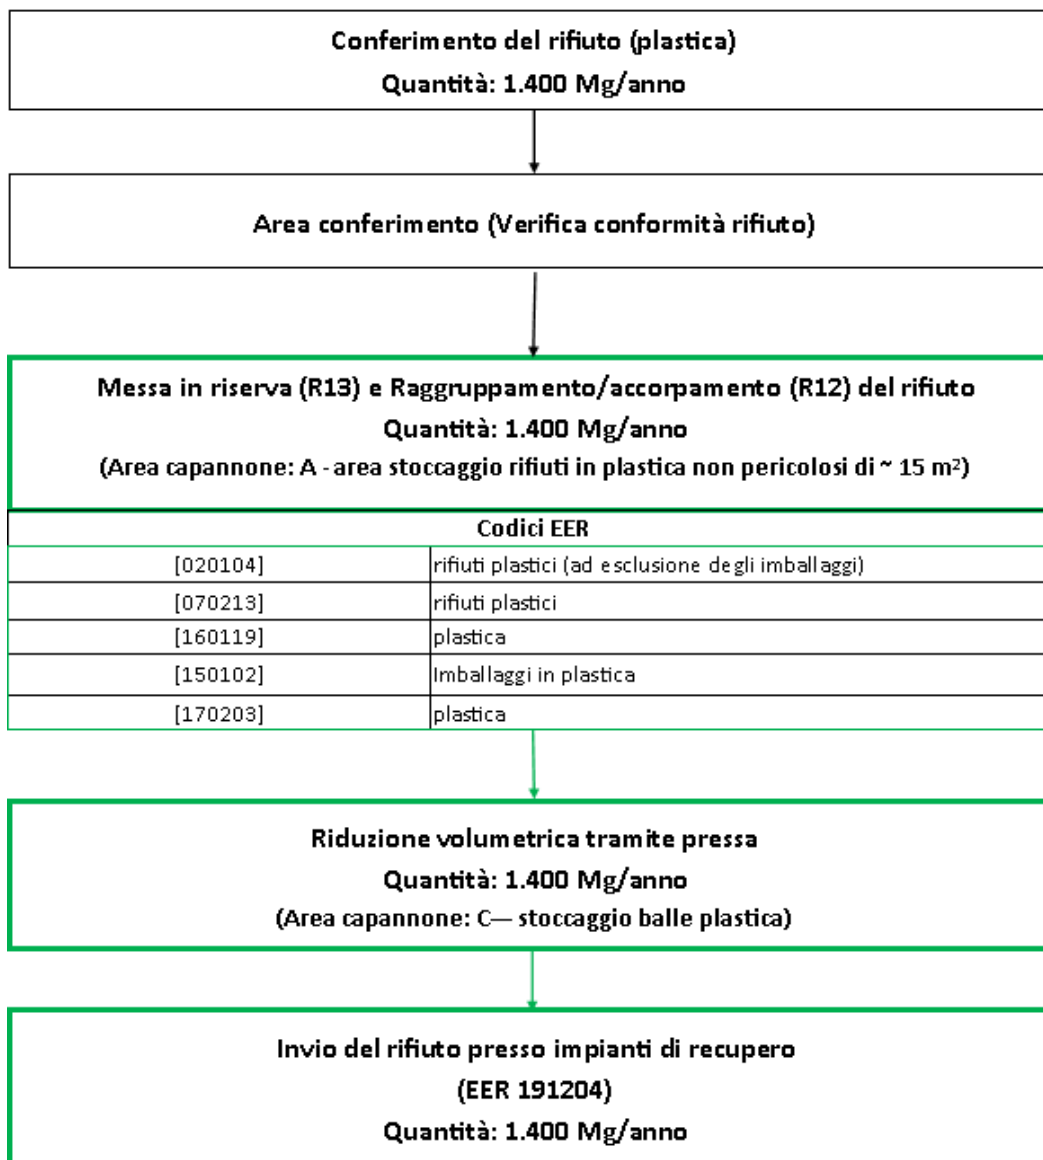 Conferimento del rifiuto (plastica)
Quantità: 1.400 Mg/anno
Area conferimento (Verifica conformità rifiuto)
Messa in riserva (R13) e Raggruppamento/accorpamento (R12) del rifiuto
Quantità: 1.400 Mg/anno
(Area capannone: A - area stoccaggio rifiuti in plastica non pericolosi di ~ 15 m²)
Codici EER
[020104] rifiuti plastici (ad esclusione degli imballaggi)
[070213] rifiuti plastici
[160119] plastica
[150102] Imballaggi in plastica
[170203] plastica
Riduzione volumetrica tramite pressa
Quantità: 1.400 Mg/anno
(Area capannone: C— stoccaggio balle plastica)
Invio del rifiuto presso impianti di recupero
(EER 191204)
Quantità: 1.400 Mg/anno